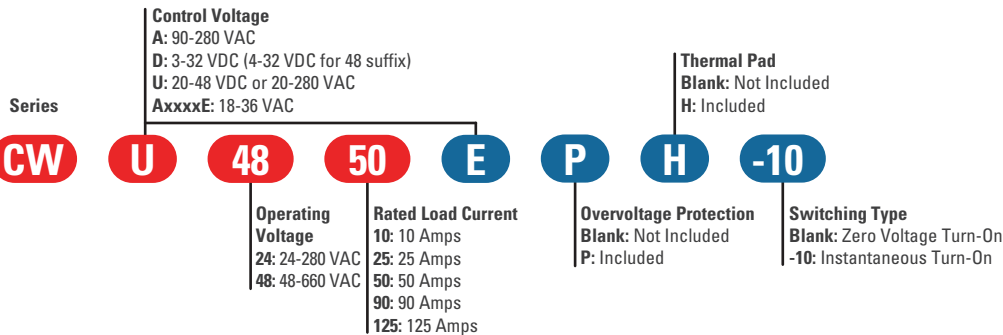 Control Voltage
A: 90-280 VAC
D: 3-32 VDC (4-32 VDC for 48 suffix)
U: 20-48 VDC or 20-280 VAC
AxxxxE: 18-36 VAC
Thermal Pad
Blank: Not Included
H: Included
Series
CW U 48 50 E P H -10
Operating
Voltage
24: 24-280 VAC
48: 48-660 VAC
Rated Load Current
10: 10 Amps
25: 25 Amps
50: 50 Amps
90: 90 Amps
125: 125 Amps
Overvoltage Protection
Blank: Not Included
P: Included
Switching Type
Blank: Zero Voltage Turn-On
-10: Instantaneous Turn-On